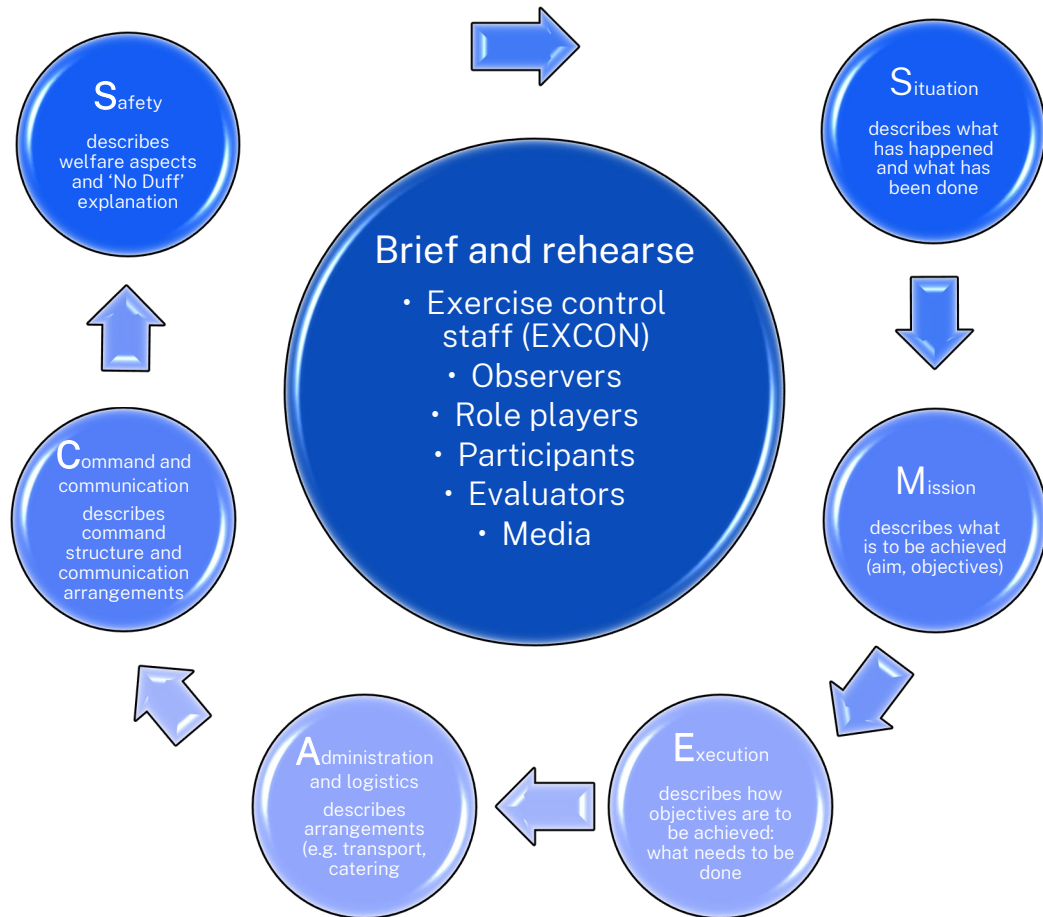 Safety
describes
welfare aspects
and ‘No Duff’
explanation
Situation
describes what
has happened
and what has
been done
Brief and rehearse
• Exercise control
staff (EXCON)
• Observers
• Role players
• Participants
• Evaluators
• Media
Command and
communication
describes
command
structure and
communication
arrangements
Mission
describes what
is to be achieved
(aim, objectives)
Administration
and logistics
describes
arrangements
(e.g. transport,
catering
Execution
describes how
objectives are to
be achieved:
what needs to be
done